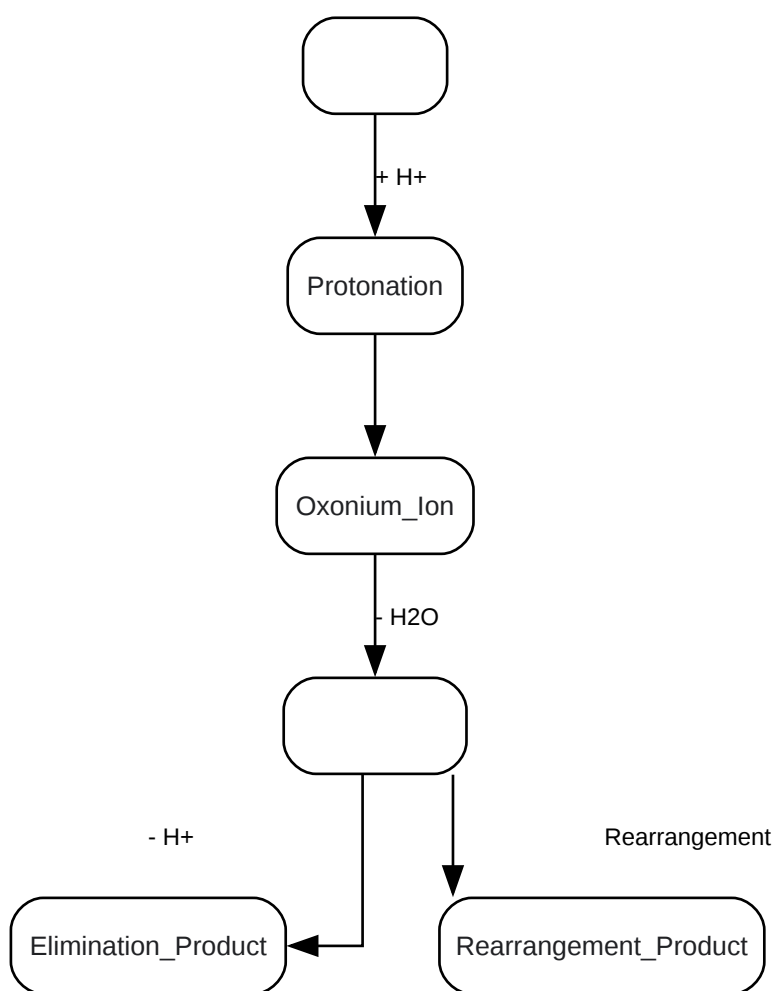 + H+
Protonation
Oxonium_Ion
- H2O
- H+
Rearrangement
Elimination_Product
Rearrangement_Product